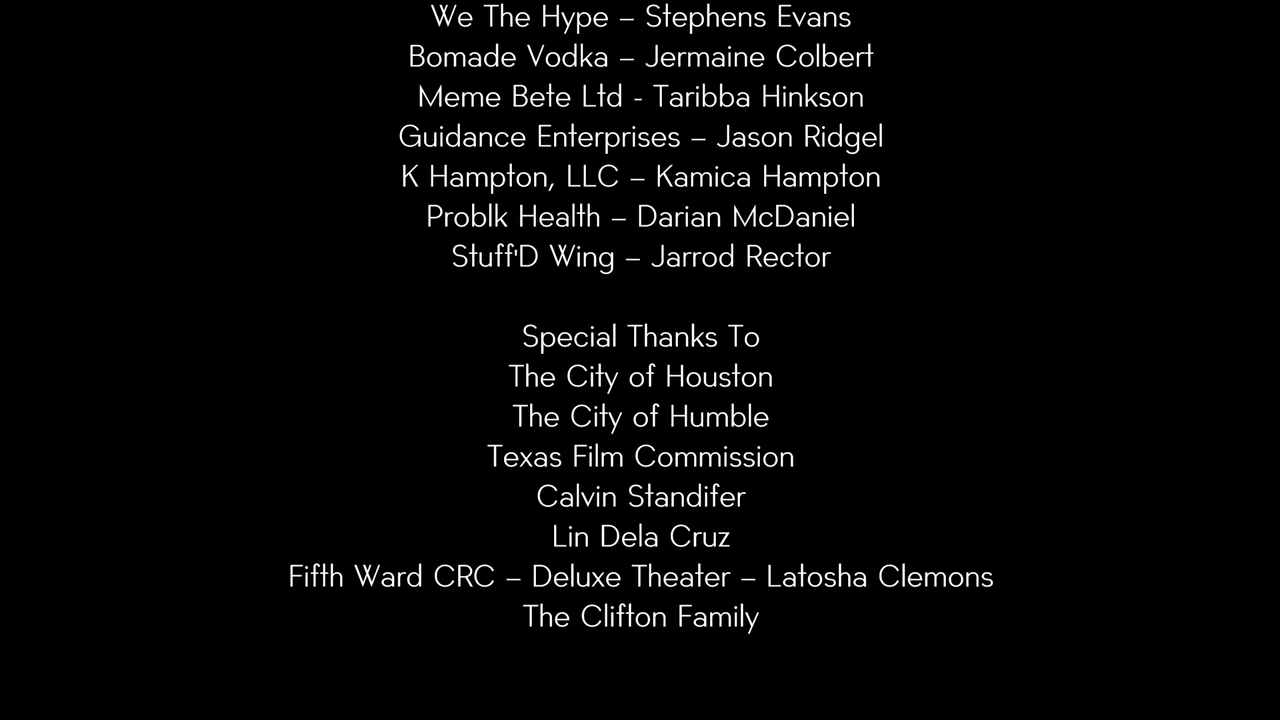 We The Hype – Stephens Evans
Bomade Vodka – Jermaine Colbert
Meme Bete Ltd - Taribba Hinkson
Guidance Enterprises – Jason Ridgel
K Hampton, LLC – Kamica Hampton
Problk Health – Darian McDaniel
Stuff'D Wing – Jarrod Rector
Special Thanks To
The City of Houston
The City of Humble
Texas Film Commission
Calvin Standifer
Lin Dela Cruz
Fifth Ward CRC – Deluxe Theater – Latosha Clemons
The Clifton Family